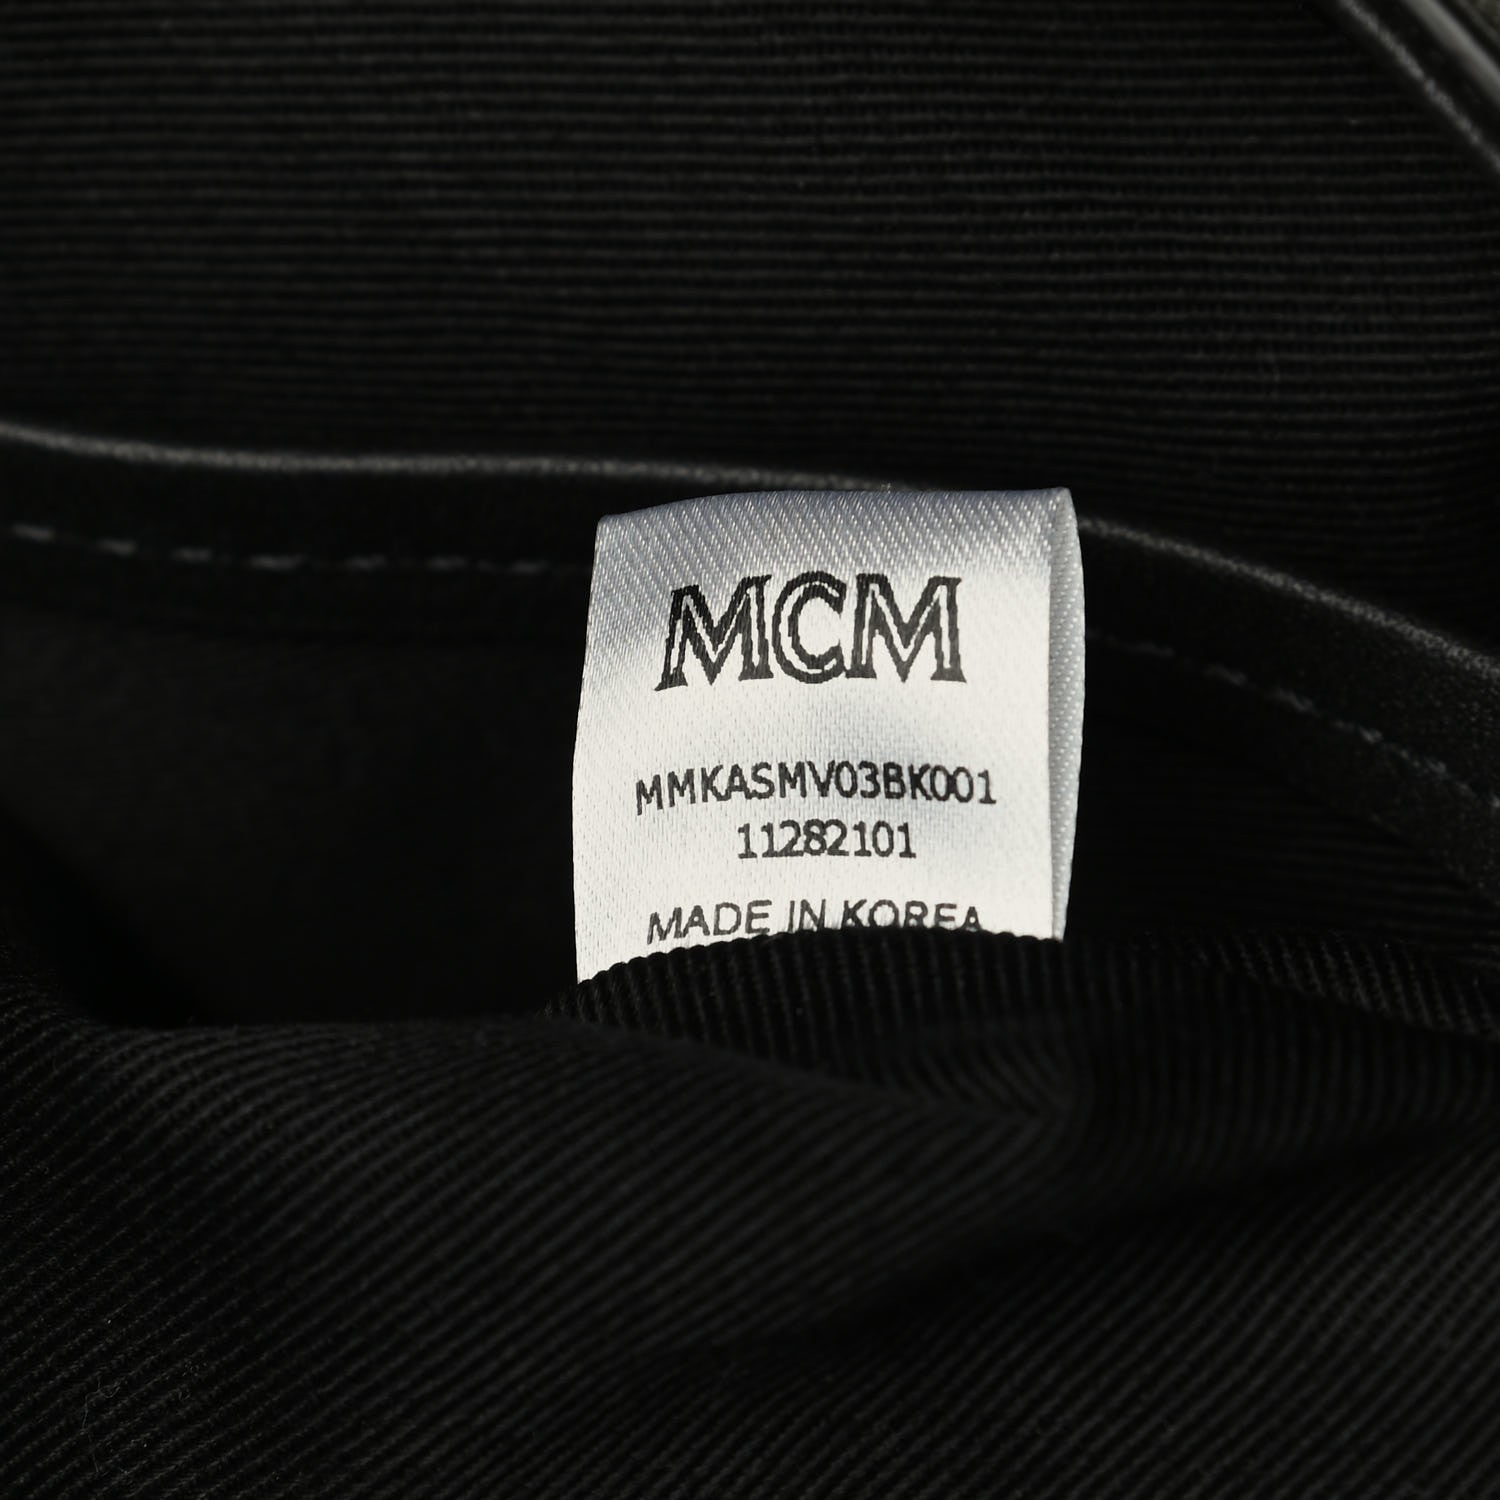 MCM
MMKASMV03BK001
11282101
MADE IN KOREA